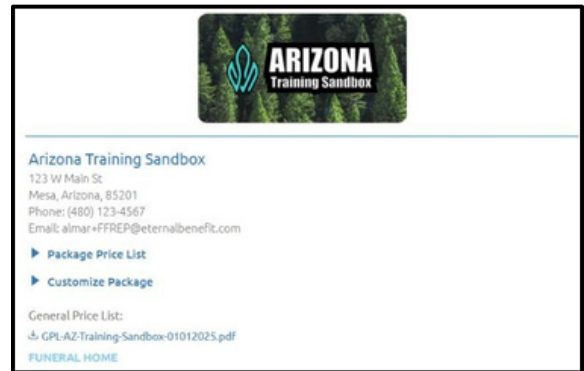 ARIZONA
Training Sandbox
Arizona Training Sandbox
123 W Main St
Mesa, Arizona, 85201
Phone: (480) 123-4567
Email: almar+FFREP@eternalbenefit.com
Package Price List
Customize Package
General Price List:
GPL-AZ-Training-Sandbox-01012025.pdf
FUNERAL HOME